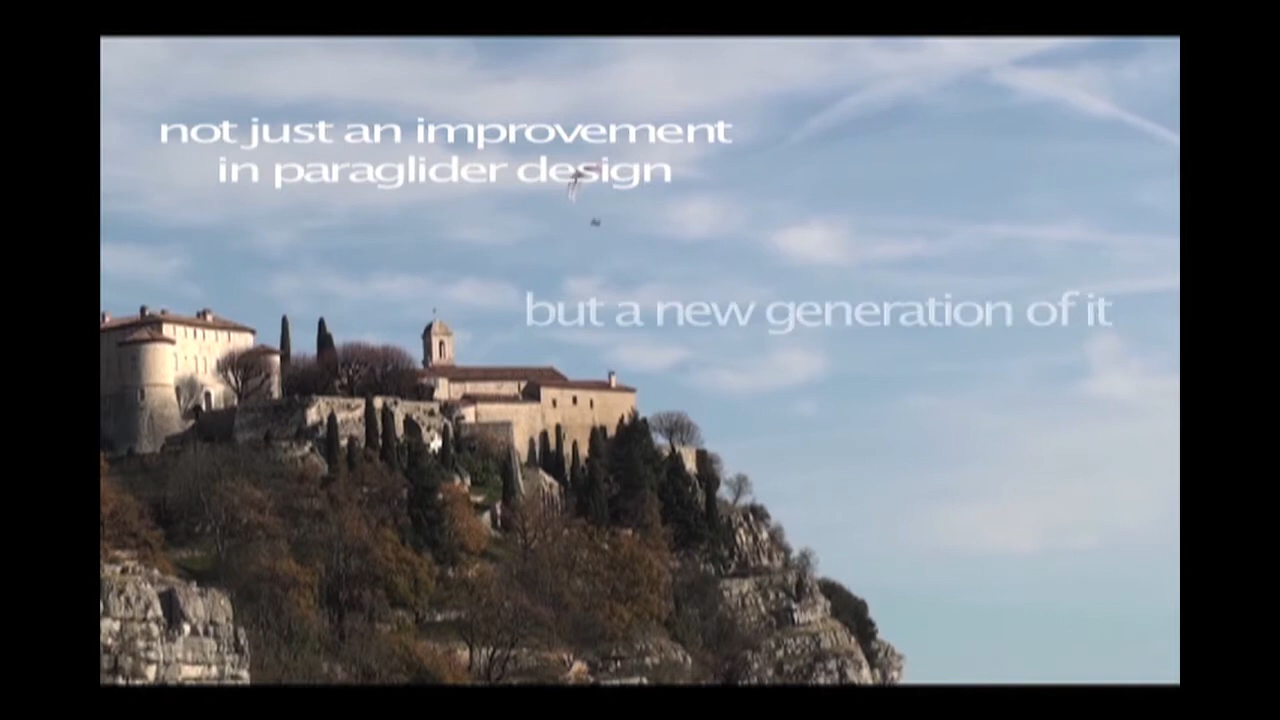 not just an improvement
in paraglider design
but a new generation of it